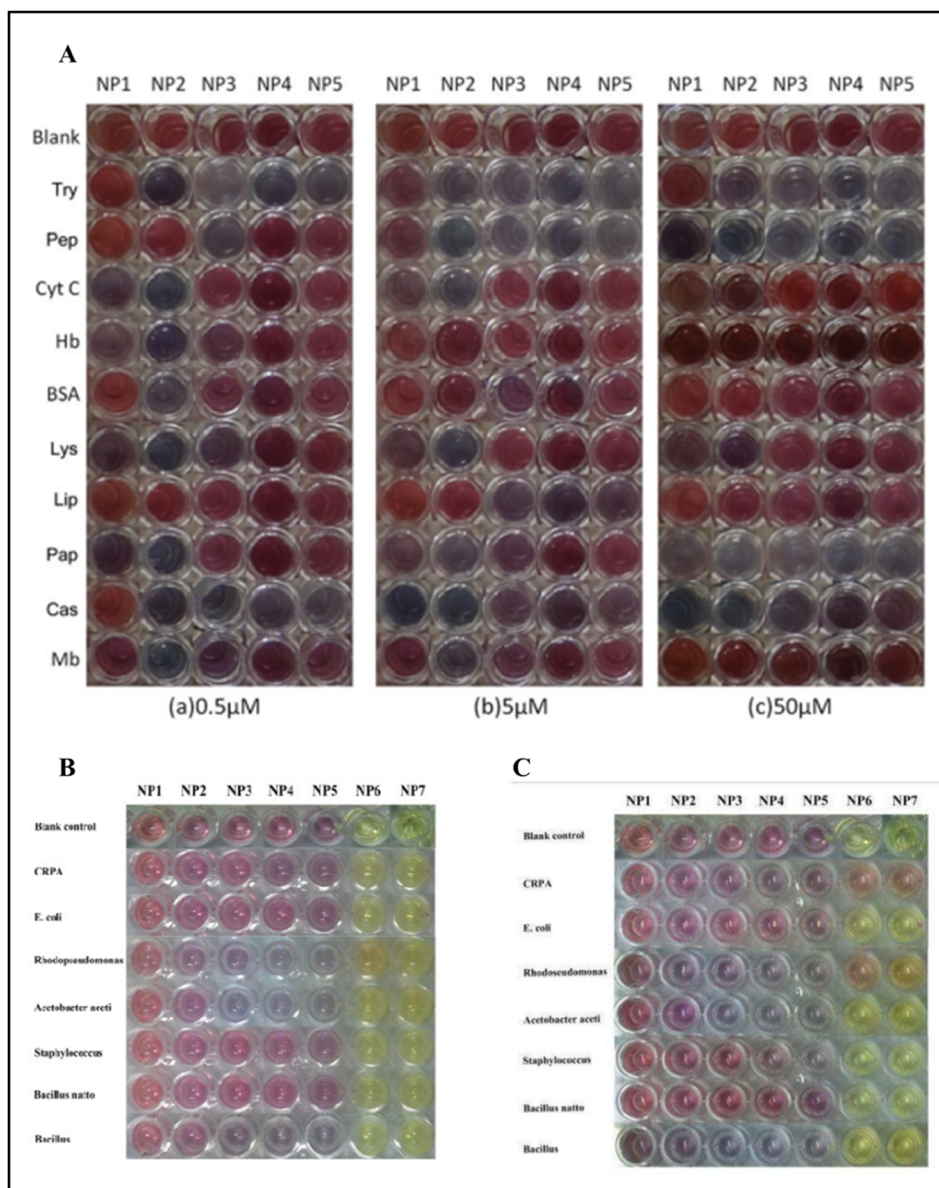 A
NP1 NP2 NP3 NP4 NP5 NP1 NP2 NP3 NP4 NP5 NP1 NP2 NP3 NP4 NP5
Blank
Try
Pep
Cyt C
Hb
BSA
Lys
Lip
Pap
Cas
Mb
(a)0.5μM (b)5μM (c)50μM
B
NP1 NP2 NP3 NP4 NP5 NP6 NP7
Blank control
CRPA
E. coli
Rhodopseudomonas
Acetobacter aceti
Staphylococcus
Bacillus natto
Bacillus
C
NP1 NP2 NP3 NP4 NP5 NP6 NP7
Blank control
CRPA
E. coli
Rhodoseudomonas
Acetobacter aceti
Staphylococcus
Bacillus natto
Bacillus